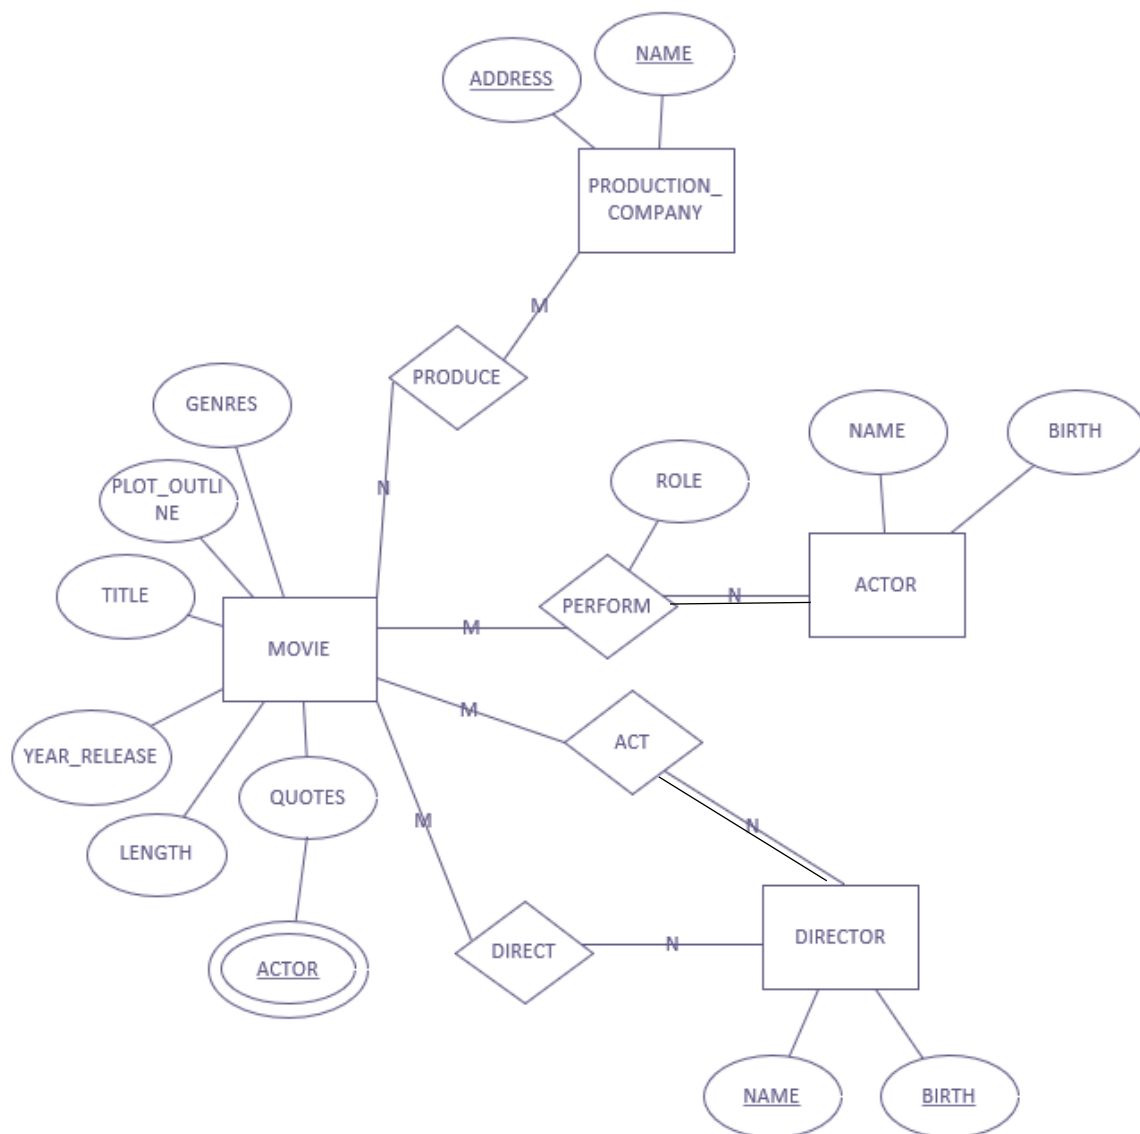 NAME
ADDRESS
PRODUCTION_
COMPANY
M
PRODUCE
GENRES
NAME
BIRTH
ROLE
PLOT_OUTLI
NE
N
TITLE
ACTOR
N
PERFORM
M
MOVIE
M
ACT
YEAR_RELEASE
QUOTES
M
N
LENGTH
DIRECTOR
DIRECT
N
ACTOR
NAME
BIRTH